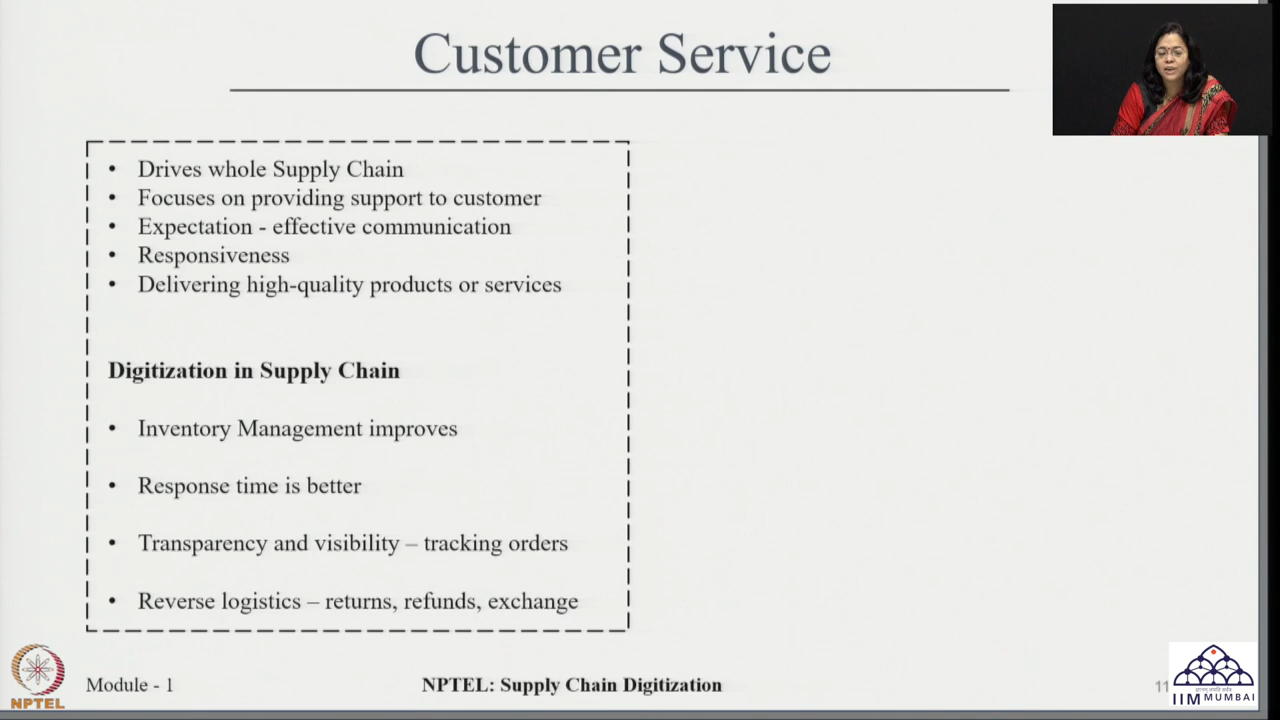 Customer Service
• Drives whole Supply Chain
• Focuses on providing support to customer
• Expectation - effective communication
• Responsiveness
• Delivering high-quality products or services
Digitization in Supply Chain
• Inventory Management improves
• Response time is better
• Transparency and visibility – tracking orders
• Reverse logistics – returns, refunds, exchange
NPTEL
Module - 1
NPTEL: Supply Chain Digitization
11
IIM MUMBAI